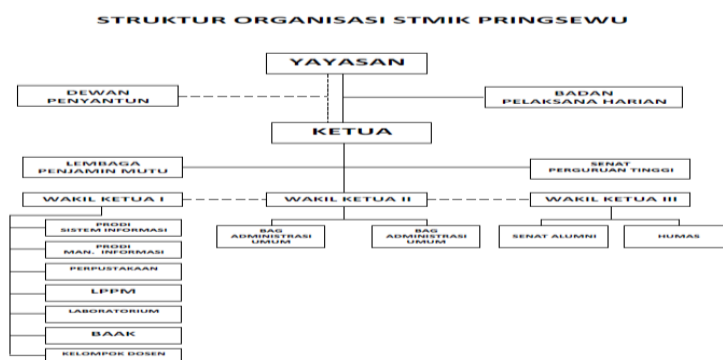 STRUKTUR ORGANISASI STMIK PRINGSEWU
YAYASAN
DEWAN
PENYANTUN
BADAN
PELAKSANA HARIAN
KETUA
LEMBAGA
PENJAMIN MUTU
SENAT
PERGURUAN TINGGI
WAKIL KETUA I
WAKIL KETUA II
WAKIL KETUA III
PRODI
SISTEM INFORMASI
PRODI
MAN. INFORMASI
PERPUSTAKAAN
LPPM
LABORATORIUM
BAAK
KELOMPOK DOSEN
BAG
ADMINISTRASI
UMUM
BAG
ADMINISTRASI
UMUM
SENAT ALUMNI
HUMAS